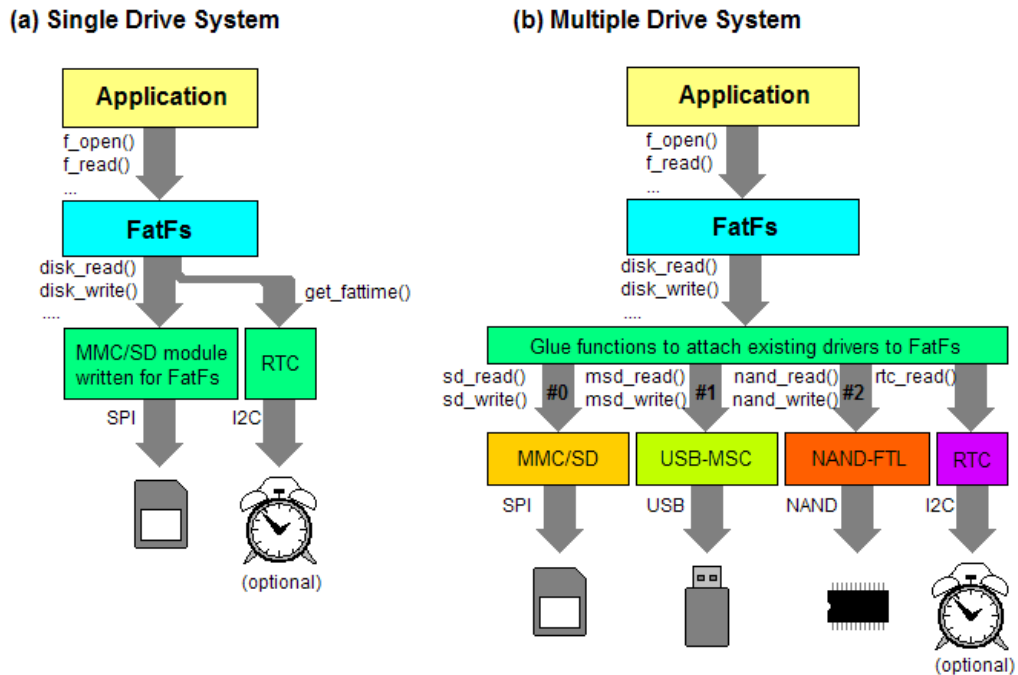 (a) Single Drive System
Application
f_open()
f_read()
...
FatFs
disk_read()
disk_write()
....
get_fattime()
MMC/SD module
written for FatFs
RTC
SPI
I2C
(optional)
(b) Multiple Drive System
Application
f_open()
f_read()
...
FatFs
disk_read()
disk_write()
....
Glue functions to attach existing drivers to FatFs
sd_read()
sd_write()
#0
msd_read()
msd_write()
#1
nand_read()
nand_write()
#2
rtc_read()
MMC/SD
USB-MSC
NAND-FTL
RTC
SPI
USB
NAND
I2C
(optional)